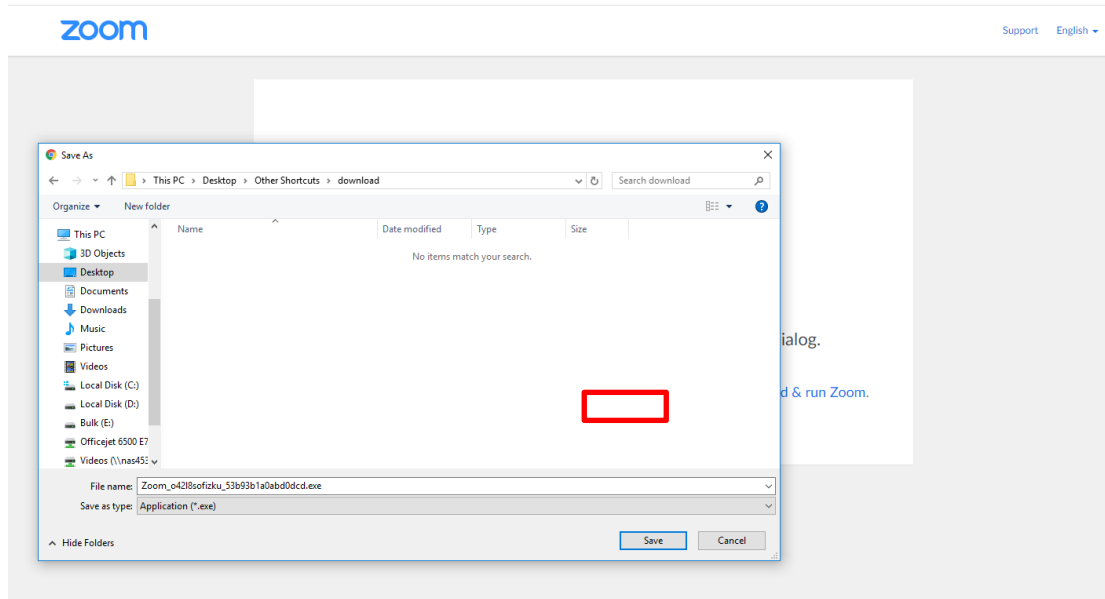 zoom
Support English
Save As
This PC > Desktop > Other Shortcuts > download
Search download
Organize New folder
Name Date modified Type Size
No items match your search.
This PC
3D Objects
Desktop
Documents
Downloads
Music
Pictures
Videos
Local Disk (C:)
Local Disk (D:)
Bulk (E:)
Officejet 6500 E7
Videos (\\nas453
ialog.
d & run Zoom.
File name: Zoom_o42l8sofizku_53b93b1a0abd0dcd.exe
Save as type: Application (*.exe)
Hide Folders
Save Cancel